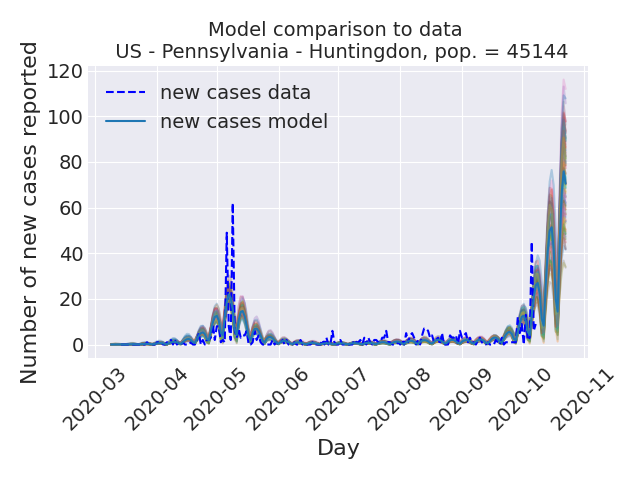 Model comparison to data
US - Pennsylvania - Huntingdon, pop. = 45144
Number of new cases reported
120
100
80
60
40
20
0
new cases data
new cases model
2020-03
2020-04
2020-05
2020-06
2020-07
2020-08
2020-09
2020-10
2020-11
Day